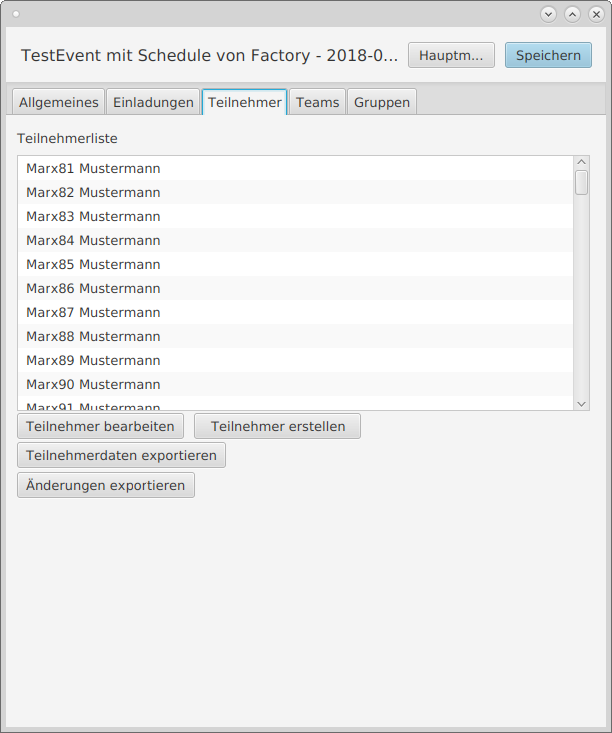 TestEvent mit Schedule von Factory - 2018-0... Hauptm... Speichern
Allgemeines Einladungen Teilnehmer Teams Gruppen
Teilnehmerliste
Marx81 Mustermann
Marx82 Mustermann
Marx83 Mustermann
Marx84 Mustermann
Marx85 Mustermann
Marx86 Mustermann
Marx87 Mustermann
Marx88 Mustermann
Marx89 Mustermann
Marx90 Mustermann
Marx91 Mustermann
Teilnehmer bearbeiten Teilnehmer erstellen
Teilnehmerdaten exportieren
Änderungen exportieren